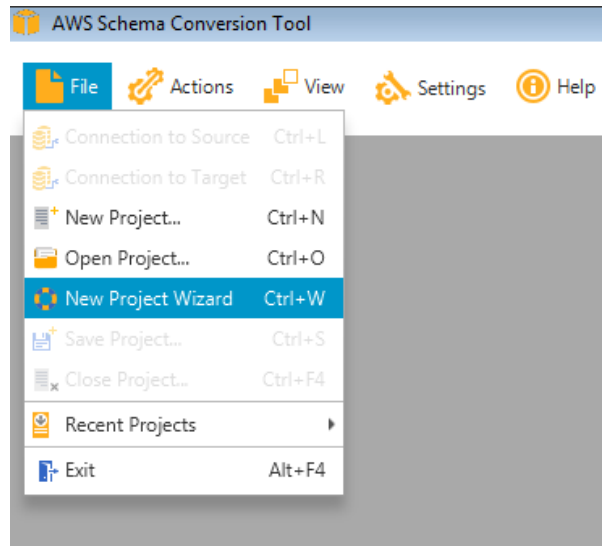 AWS Schema Conversion Tool
File Actions View Settings Help
Connection to Source Ctrl+L
Connection to Target Ctrl+R
New Project... Ctrl+N
Open Project... Ctrl+O
New Project Wizard Ctrl+W
Save Project... Ctrl+S
Close Project... Ctrl+F4
Recent Projects
Exit Alt+F4